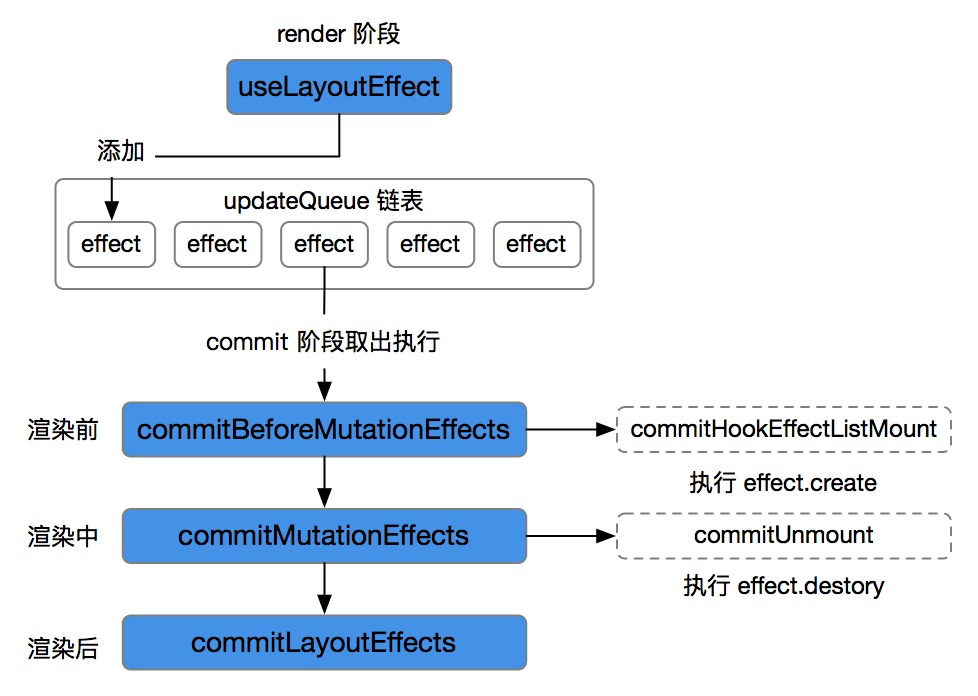 render 阶段
useLayoutEffect
添加
updateQueue 链表
effect effect effect effect effect
commit 阶段取出执行
渲染前 commitBeforeMutationEffects commitHookEffectListMount
执行 effect.create
渲染中 commitMutationEffects commitUnmount
执行 effect.destory
渲染后 commitLayoutEffects